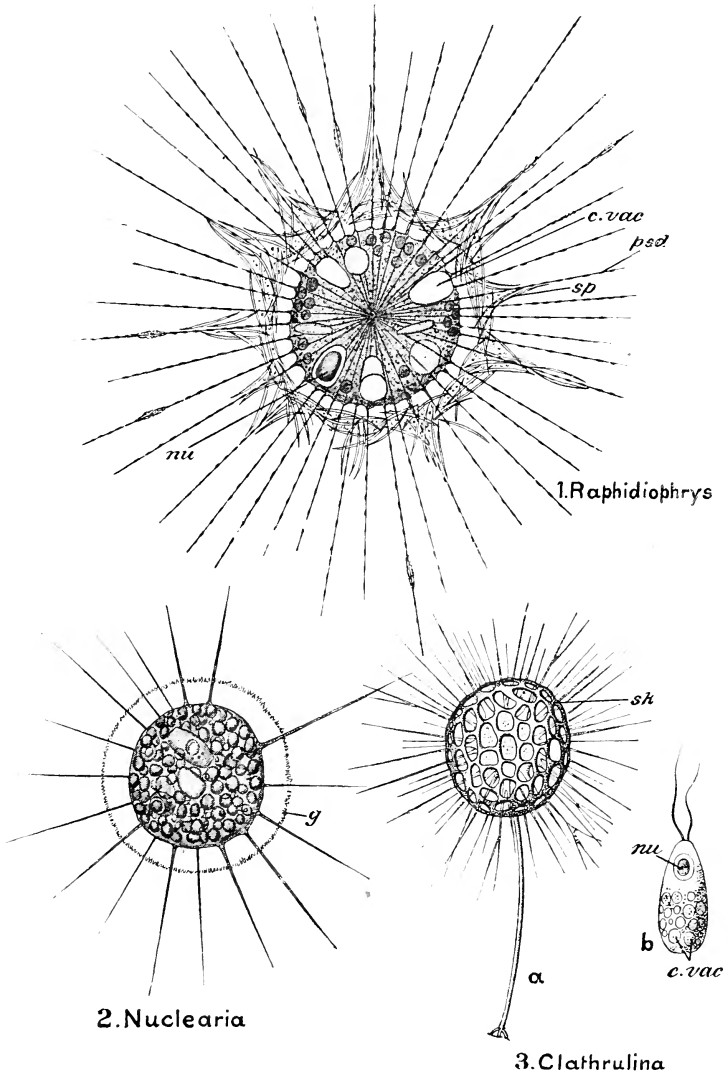 c.vac
psd
sp
nu
1.Raphidiophrys
sk
g
nu
b
c.vac
a
2.Nuclearia
3.Clathrulina